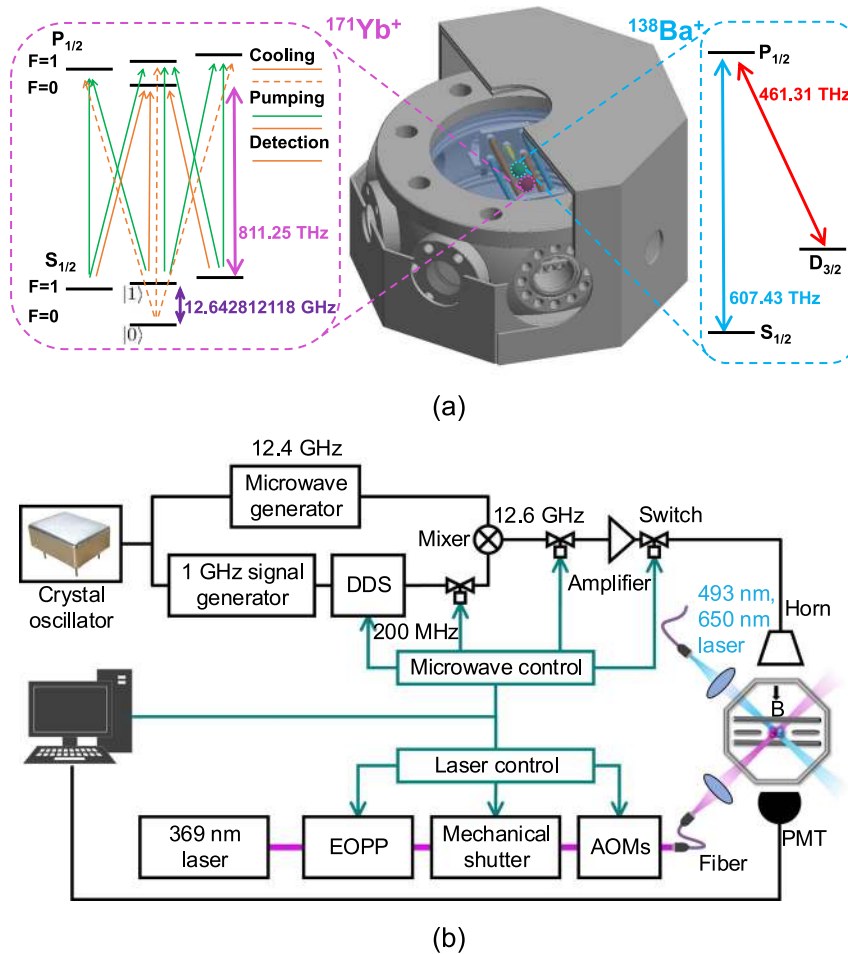 171Yb+
138Ba+
P1/2
F=1
F=0
Cooling
Pumping
Detection
811.25 THz
S1/2
F=1
F=0
|1⟩
12.642812118 GHz
|0⟩
P1/2
461.31 THz
D3/2
607.43 THz
S1/2
(a)
12.4 GHz
Microwave
generator
Crystal
oscillator
1 GHz signal
generator
DDS
200 MHz
Mixer
12.6 GHz
Switch
Amplifier
Horn
493 nm,
650 nm
laser
Microwave control
B
Laser control
369 nm
laser
EOPP
Mechanical
shutter
AOMs
Fiber
PMT
(b)